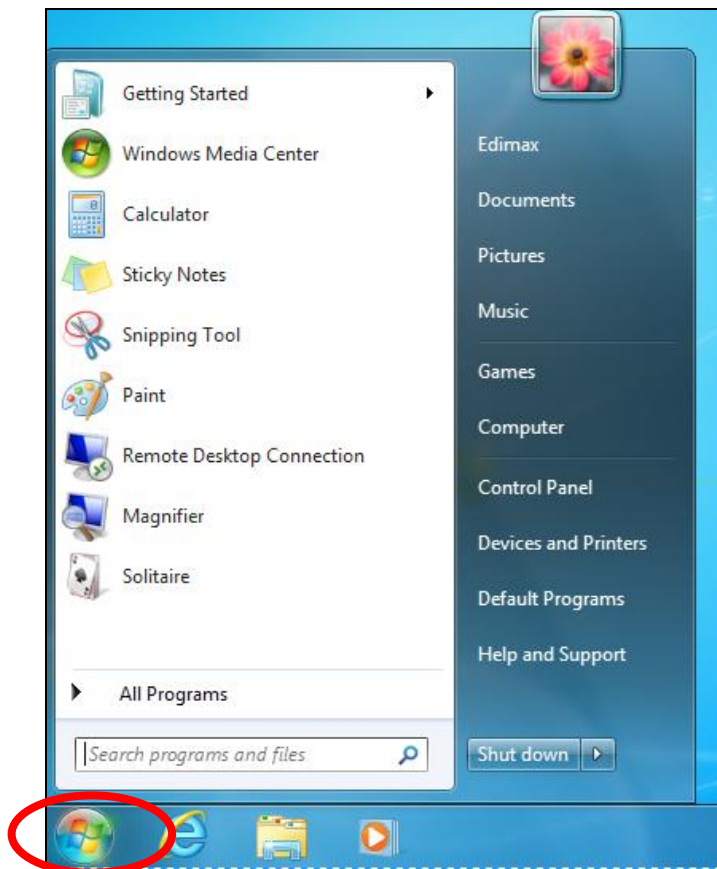 Getting Started
Windows Media Center
Calculator
Sticky Notes
Snipping Tool
Paint
Remote Desktop Connection
Magnifier
Solitaire
All Programs
Search programs and files
Edimax
Documents
Pictures
Music
Games
Computer
Control Panel
Devices and Printers
Default Programs
Help and Support
Shut down